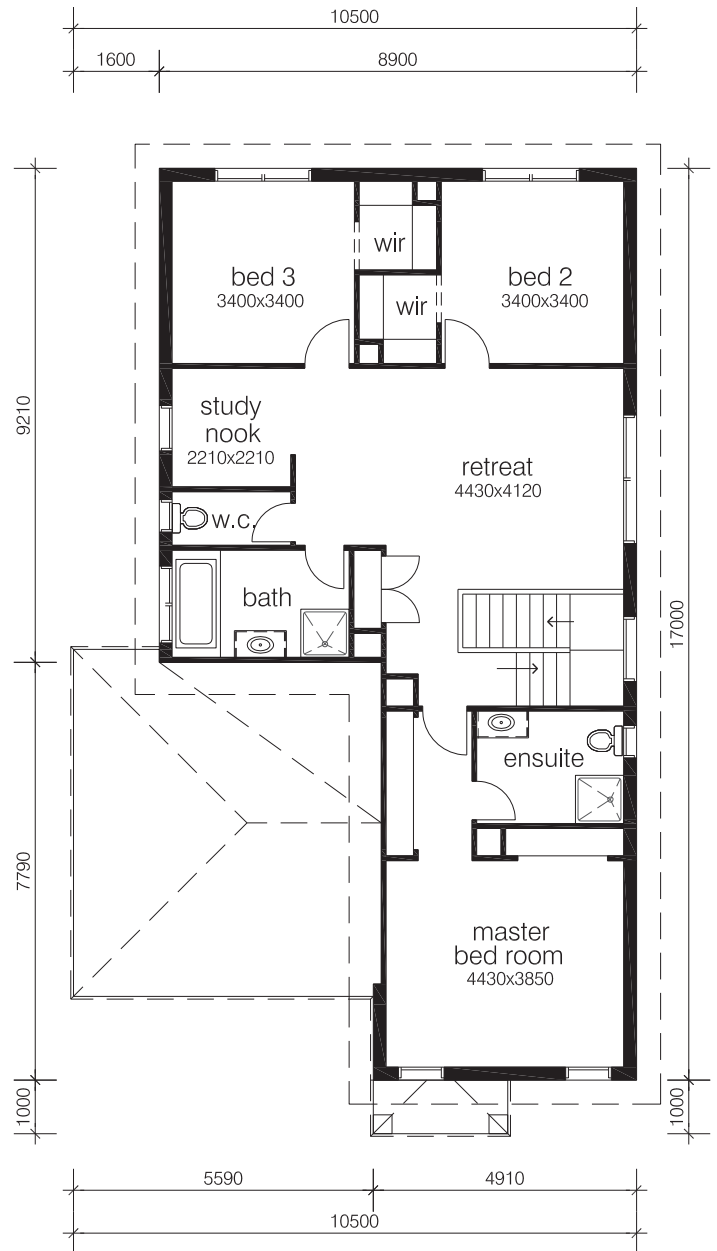 10500
1600
8900
wir
bed 3
3400x3400
bed 2
3400x3400
wir
9210
study
nook
2210x2210
retreat
4430x4120
w.c.
bath
17000
ensuite
7790
master
bed room
4430x3850
1000
1000
5590
4910
10500